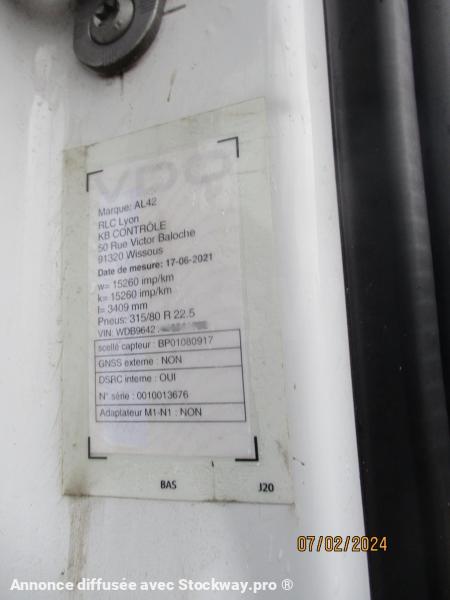 VDO
Marque: AL42
RLC Lyon
KB CONTRÔLE
50 Rue Victor Baloche
91320 Wissous
Date de mesure: 17-06-2021
w= 15260 imp/km
k= 15260 imp/km
l= 3409 mm
Pneus: 315/80 R 22.5
VIN: WDB9642
scellé capteur : BP01080917
GNSS externe : NON
DSRC interne : OUI
N° série : 0010013676
Adaptateur M1-N1 : NON
BAS J20
07/02/2024
Annonce diffusée avec Stockway.pro ®